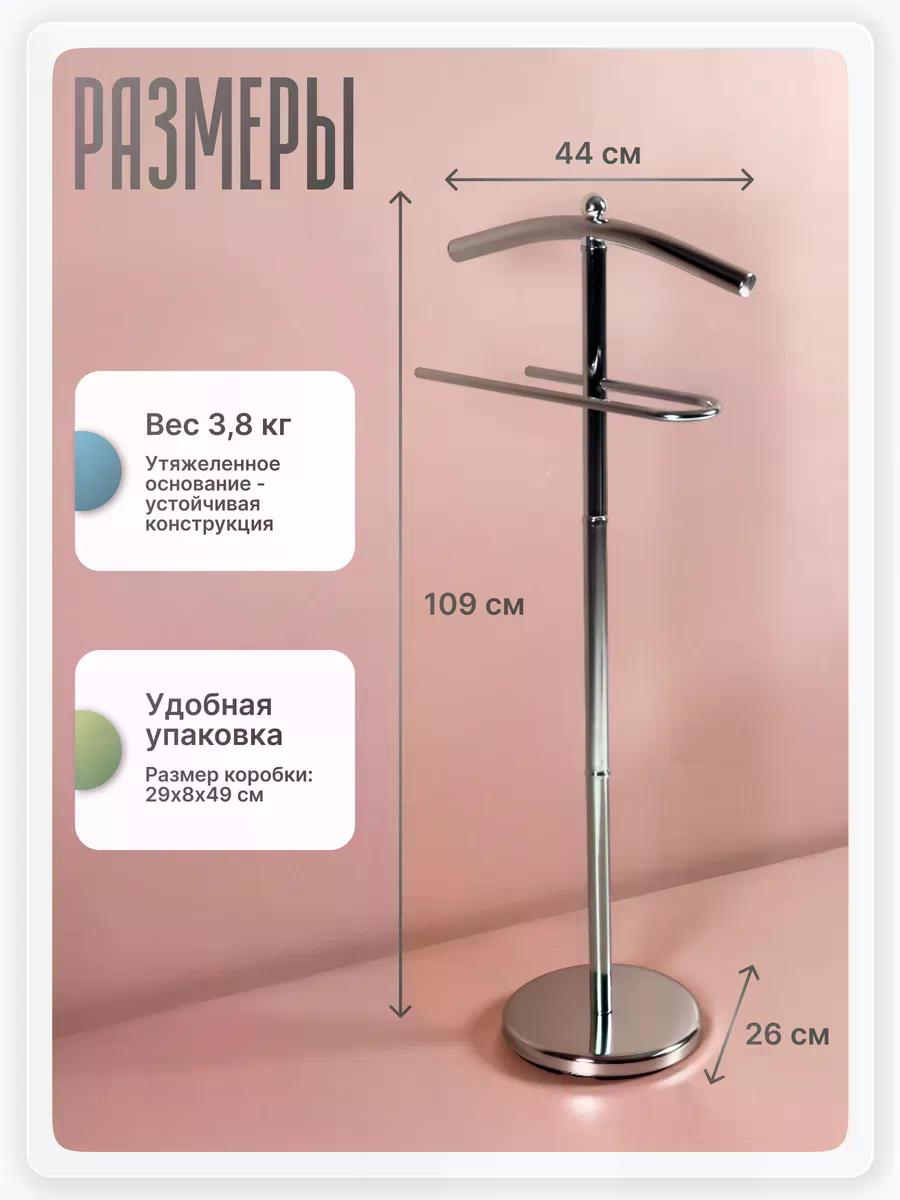 РАЗМЕРЫ
44 см
Вес 3,8 кг
Утяжеленное
основание -
устойчивая
конструкция
109 см
Удобная
упаковка
Размер коробки:
29х8х49 см
26 см